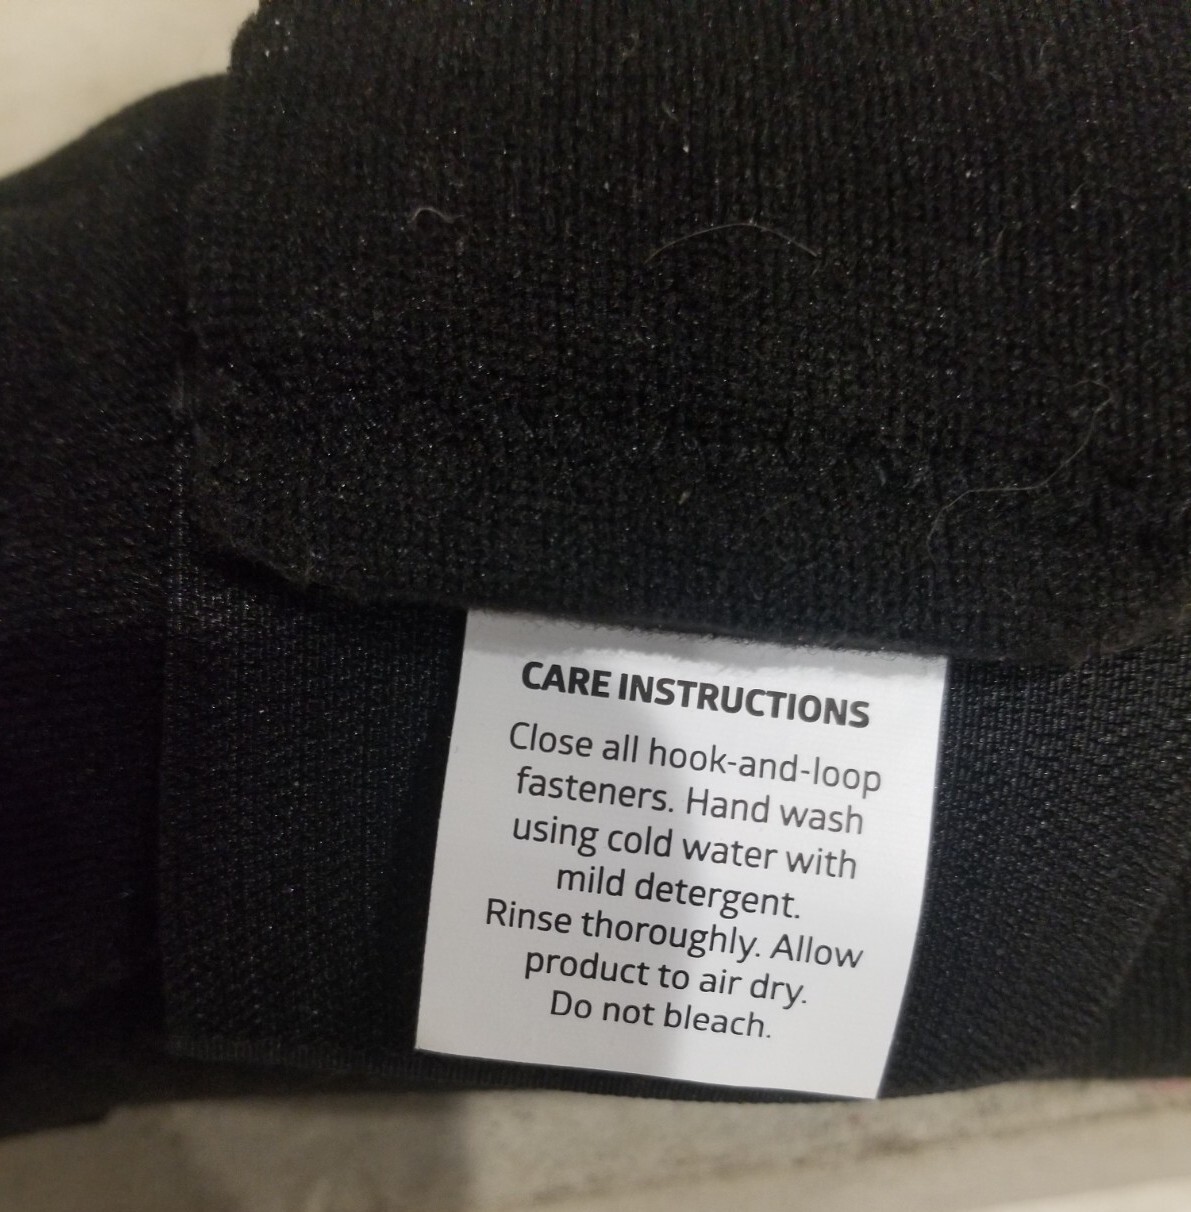 CARE INSTRUCTIONS
Close all hook-and-loop
fasteners. Hand wash
using cold water with
mild detergent.
Rinse thoroughly. Allow
product to air dry.
Do not bleach.